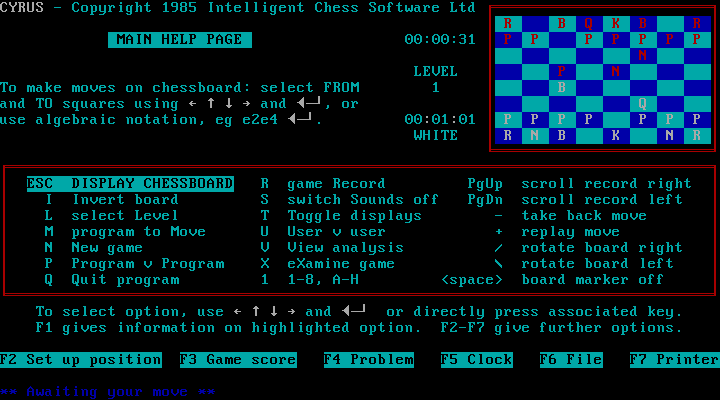 CYRUS - Copyright 1985 Intelligent Chess Software Ltd
MAIN HELP PAGE
00:00:31
LEVEL
1
To make moves on chessboard: select FROM
and TO squares using ← ↑ ↓ → and ◄─┘, or
use algebraic notation, eg e2e4 ◄─┘.
00:01:01
WHITE
R B Q K B R
P P P P P P P
N
P N
B
Q
P P P P P P P
R N B K N R
ESC DISPLAY CHESSBOARD R game Record PgUp scroll record right
I Invert board S switch Sounds off PgDn scroll record left
L select Level T Toggle displays - take back move
M program to Move U User v user + replay move
N New game V View analysis / rotate board right
P Program v Program X eXamine game \ rotate board left
Q Quit program 1 1-8, A-H <space> board marker off
To select option, use ← ↑ ↓ → and ◄─┘ or directly press associated key.
F1 gives information on highlighted option. F2-F7 give further options.
F2 Set up position F3 Game score F4 Problem F5 Clock F6 File F7 Printer
** Awaiting your move **